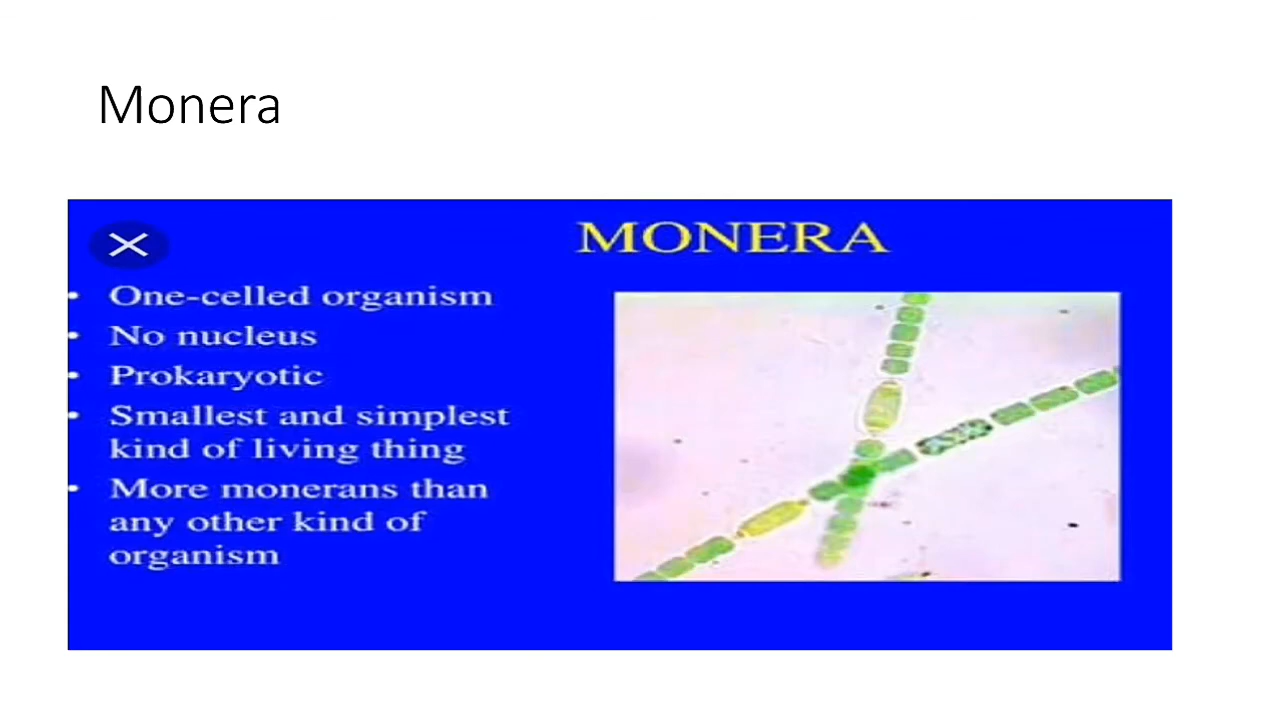 Monera
MONERA
• One-celled organism
• No nucleus
• Prokaryotic
• Smallest and simplest
kind of living thing
• More monerans than
any other kind of
organism